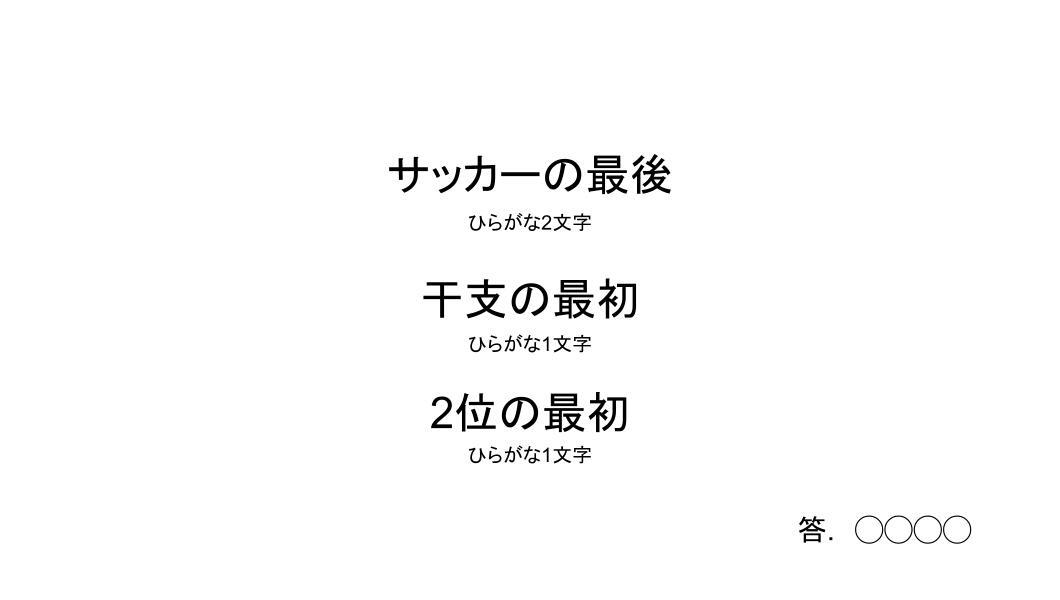 サッカーの最後
ひらがな2文字
干支の最初
ひらがな1文字
2位の最初
ひらがな1文字
答. ◯◯◯◯